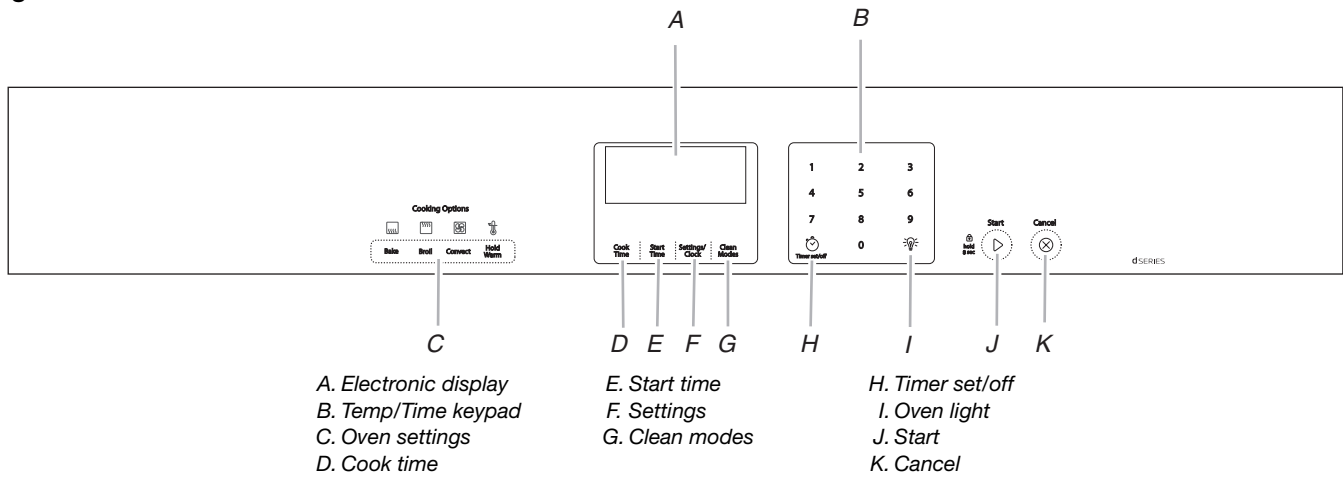 A
B
Cooking Options
Bake
Broil
Convect
Hold
Warm
Cook
Time
Start
Time
Settings/
Clock
Clean
Modes
1 2 3
4 5 6
7 8 9
0
Timer set/off
hold
Start
Cancel
dSERIES
C D E F G H I J K
A. Electronic display
B. Temp/Time keypad
C. Oven settings
D. Cook time
E. Start time
F. Settings
G. Clean modes
H. Timer set/off
I. Oven light
J. Start
K. Cancel